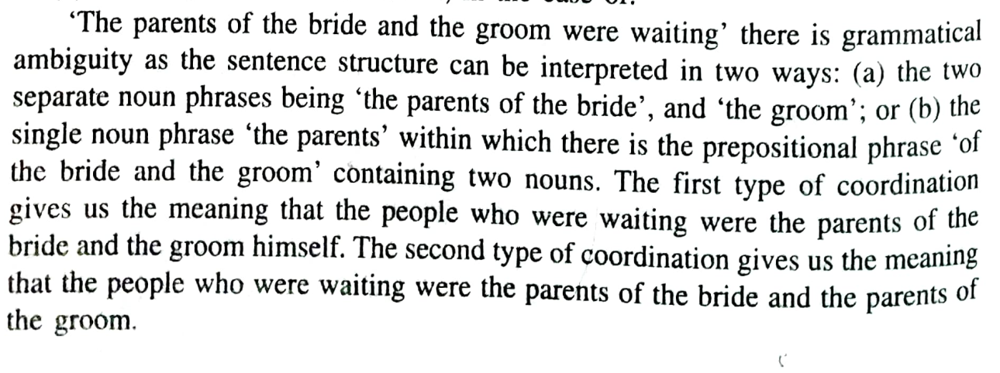 'The parents of the bride and the groom were waiting' there is grammatical
ambiguity as the sentence structure can be interpreted in two ways: (a) the two
separate noun phrases being 'the parents of the bride', and 'the groom'; or (b) the
single noun phrase 'the parents' within which there is the prepositional phrase 'of
the bride and the groom' containing two nouns. The first type of coordination
gives us the meaning that the people who were waiting were the parents of the
bride and the groom himself. The second type of coordination gives us the meaning
that the people who were waiting were the parents of the bride and the parents of
the groom.